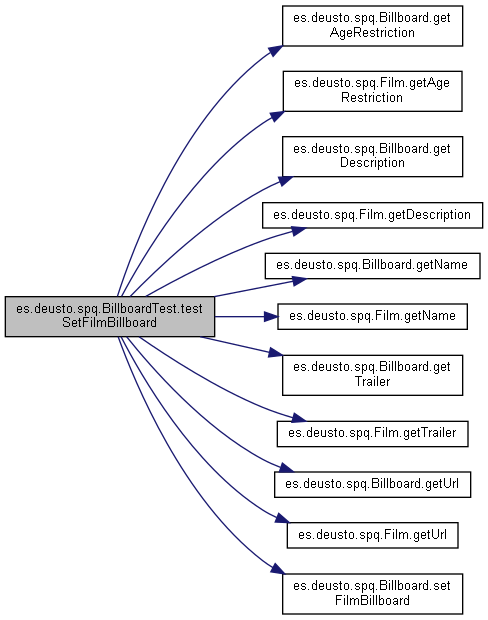 es.deusto.spq.Billboard.get
AgeRestriction
es.deusto.spq.Film.getAge
Restriction
es.deusto.spq.Billboard.get
Description
es.deusto.spq.Film.getDescription
es.deusto.spq.Billboard.getName
es.deusto.spq.BillboardTest.test
SetFilmBillboard
es.deusto.spq.Film.getName
es.deusto.spq.Billboard.get
Trailer
es.deusto.spq.Film.getTrailer
es.deusto.spq.Billboard.getUrl
es.deusto.spq.Film.getUrl
es.deusto.spq.Billboard.set
FilmBillboard